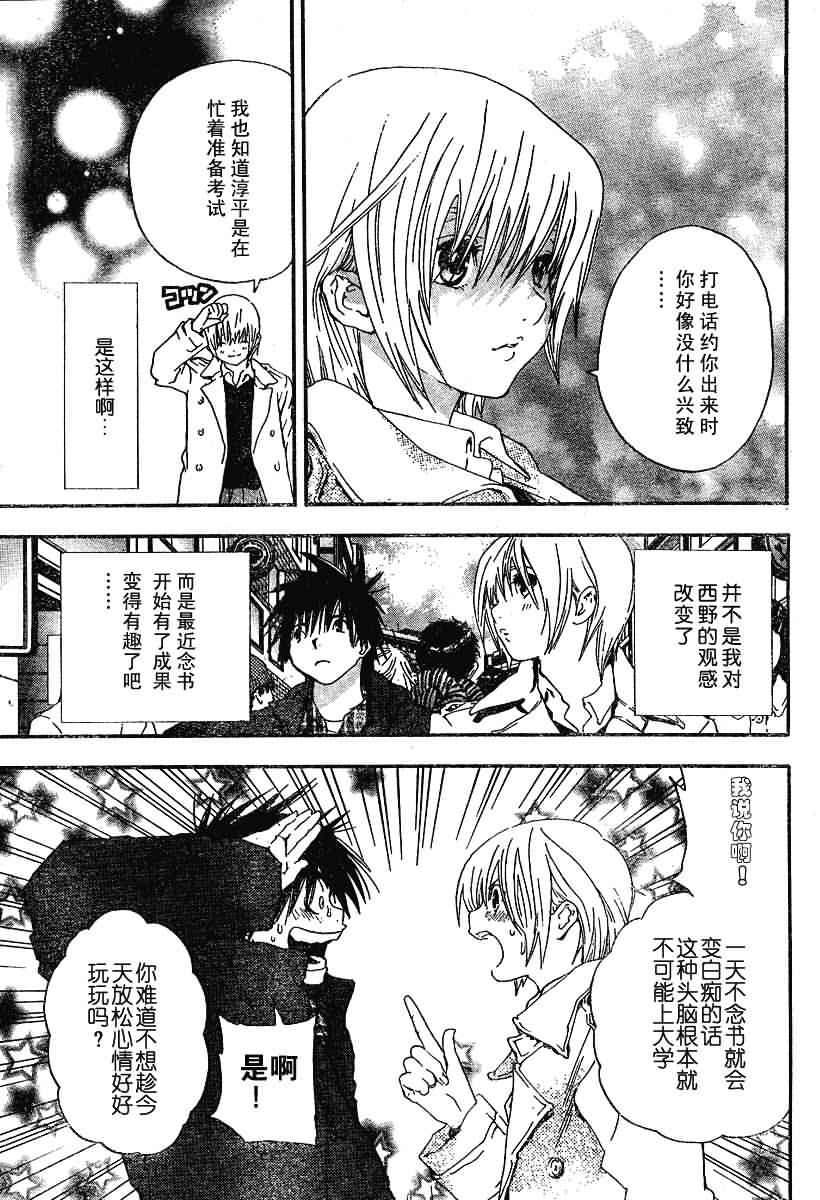 打电话约你出来时
你好像没什么兴致
……
我也知道淳平是在
忙着准备考试
コツン
是这样啊…
并不是我对
西野的观感
改变了
而是最近念书
开始有了成果
变得有趣了吧
……
我说你啊！
一天不念书就会
变白痴的话
这种头脑根本就
不可能上大学
你难道不想趁今
天放松心情好好
玩玩吗？
是啊
！